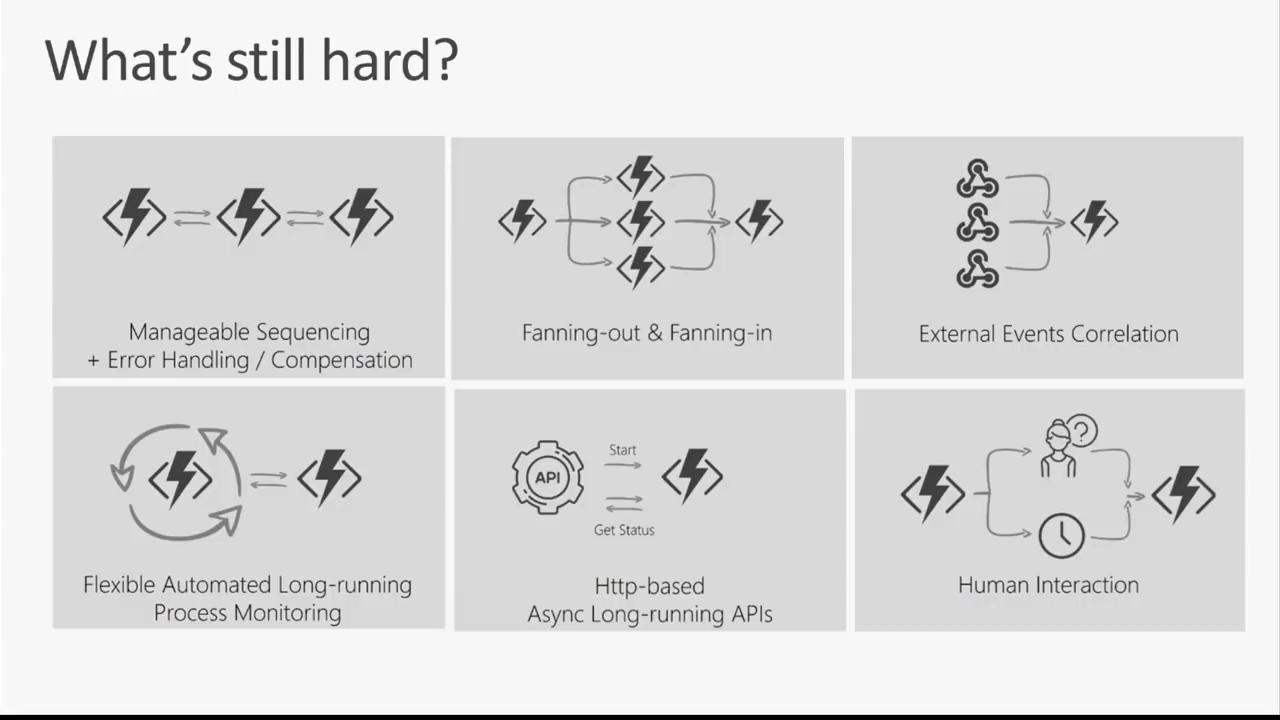 What's still hard?
Manageable Sequencing
+ Error Handling / Compensation
Fanning-out & Fanning-in
External Events Correlation
Flexible Automated Long-running
Process Monitoring
API
Start
Get Status
Http-based
Async Long-running APIs
?
Human Interaction